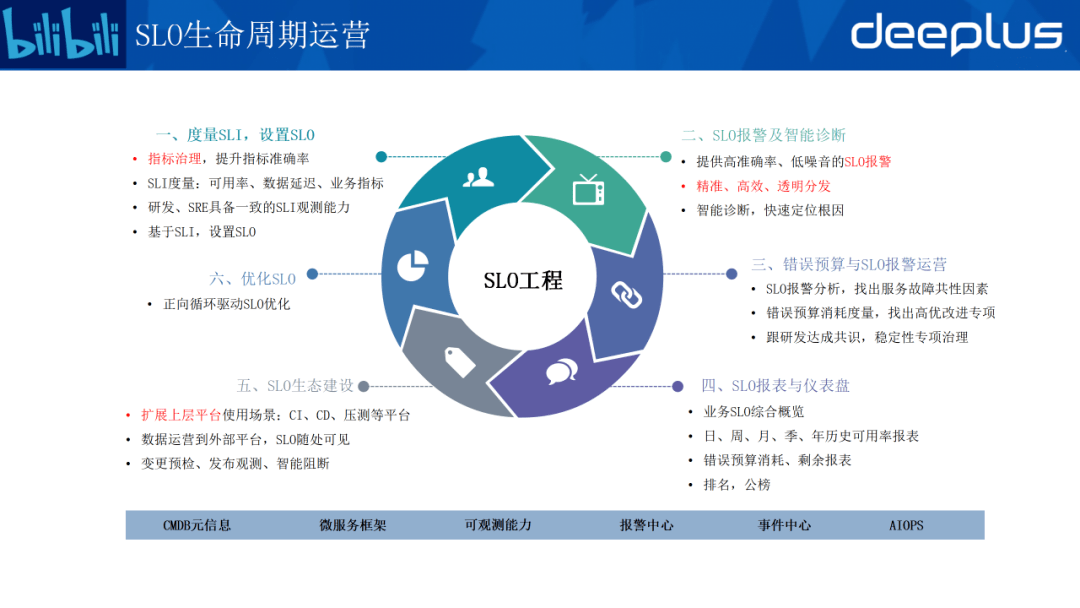 bilibili
SLO生命周期运营
deeplus
一、度量SLI，设置SLO
• 指标治理，提升指标准确率
• SLI度量：可用率、数据延迟、业务指标
• 研发、SRE具备一致的SLI观测能力
• 基于SLI，设置SLO
二、SLO报警及智能诊断
• 提供高准确率、低噪音的SLO报警
• 精准、高效、透明分发
• 智能诊断，快速定位根因
三、错误预算与SLO报警运营
• SLO报警分析，找出服务故障共性因素
• 错误预算消耗度量，找出高优改进专项
• 跟研发达成共识，稳定性专项治理
四、SLO报表与仪表盘
• 业务SLO综合概览
• 日、周、月、季、年历史可用率报表
• 错误预算消耗、剩余报表
• 排名，公榜
五、SLO生态建设
• 扩展上层平台使用场景：CI、CD、压测等平台
• 数据运营到外部平台，SLO随处可见
• 变更预检、发布观测、智能阻断
六、优化SLO
• 正向循环驱动SLO优化
SLO工程
CMDB元信息 微服务框架 可观测能力 报警中心 事件中心 AIOPS